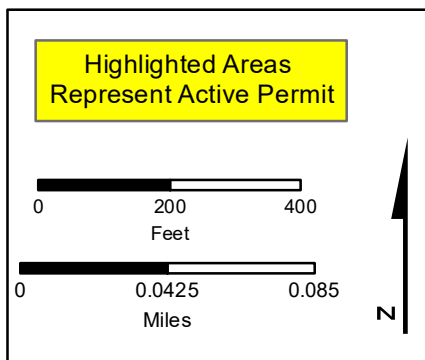 Highlighted Areas
Represent Active Permit
0 200 400
Feet
0 0.0425 0.085
Miles
N